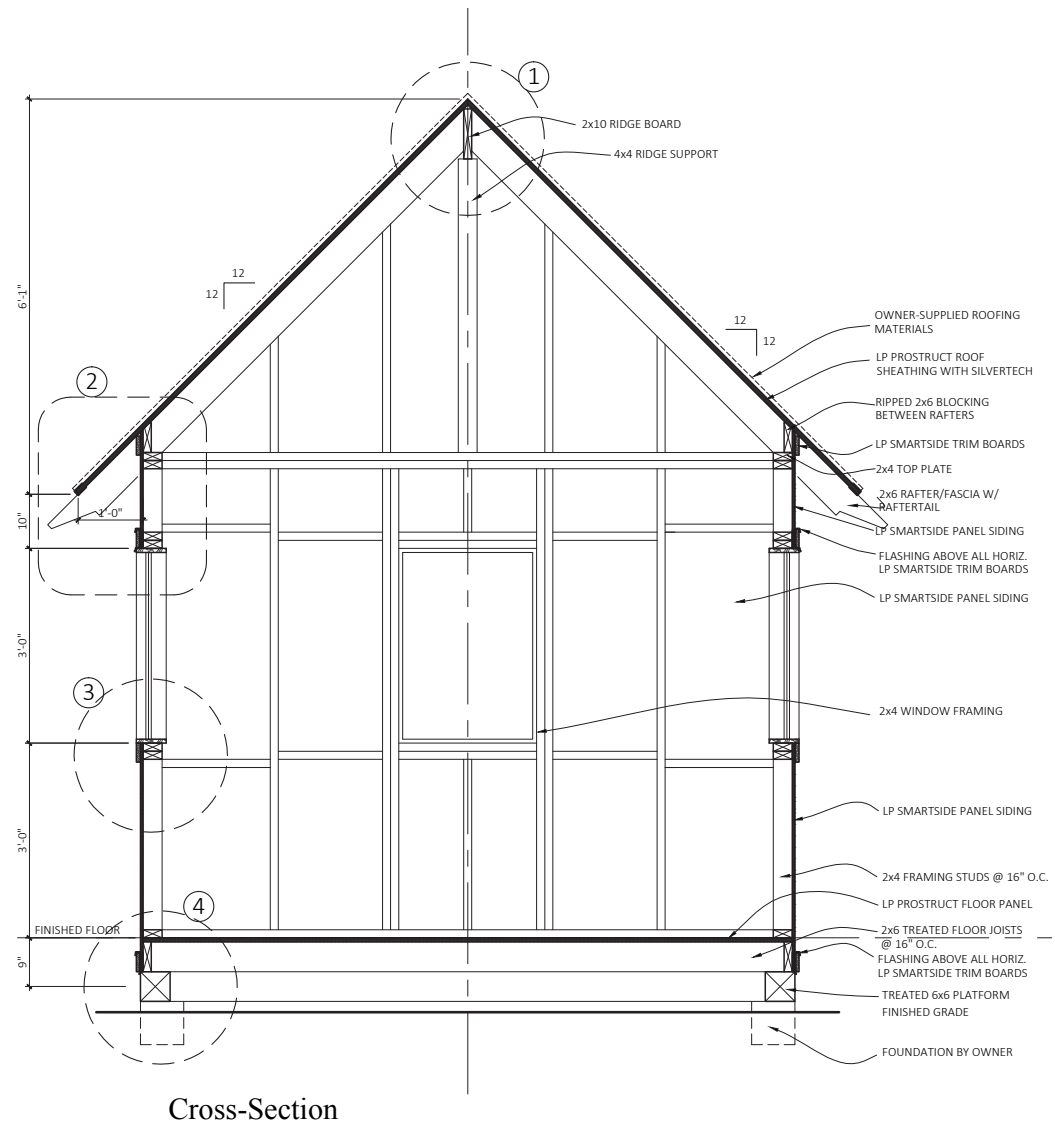 1
2x10 RIDGE BOARD
4x4 RIDGE SUPPORT
12
12
6'-1"
12
12
OWNER-SUPPLIED ROOFING
MATERIALS
LP PROSTRUCT ROOF
SHEATHING WITH SILVERTECH
2
RIPPED 2x6 BLOCKING
BETWEEN RAFTERS
LP SMARTSIDE TRIM BOARDS
2x4 TOP PLATE
2x6 RAFTER/FASCIA W/
RAFTERTAIL
1'-0"
10"
LP SMARTSIDE PANEL SIDING
FLASHING ABOVE ALL HORIZ.
LP SMARTSIDE TRIM BOARDS
LP SMARTSIDE PANEL SIDING
3'-0"
3
2x4 WINDOW FRAMING
3'-0"
LP SMARTSIDE PANEL SIDING
2x4 FRAMING STUDS @ 16" O.C.
4
LP PROSTRUCT FLOOR PANEL
FINISHED FLOOR
2x6 TREATED FLOOR JOISTS
@ 16" O.C.
9"
FLASHING ABOVE ALL HORIZ.
LP SMARTSIDE TRIM BOARDS
TREATED 6x6 PLATFORM
FINISHED GRADE
FOUNDATION BY OWNER
Cross-Section